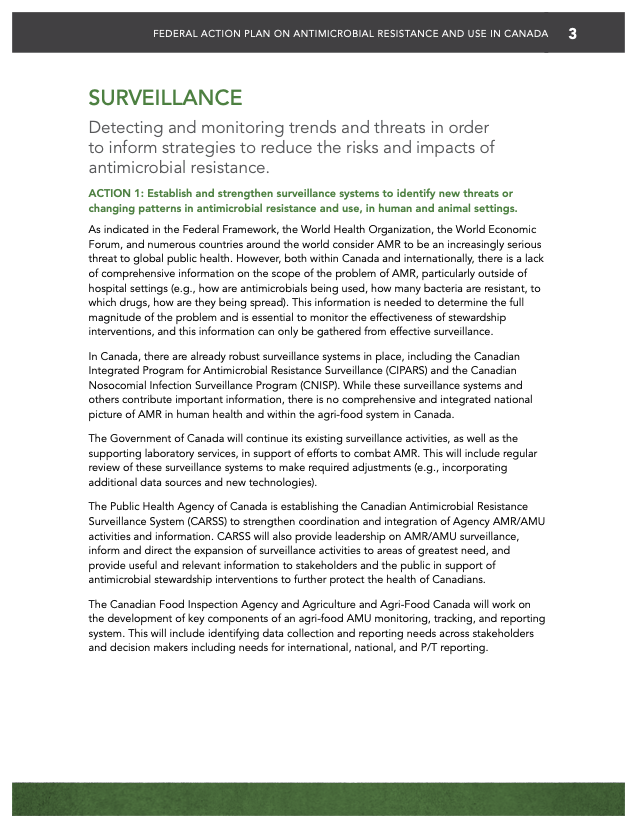 FEDERAL ACTION PLAN ON ANTIMICROBIAL RESISTANCE AND USE IN CANADA 3
SURVEILLANCE
Detecting and monitoring trends and threats in order
to inform strategies to reduce the risks and impacts of
antimicrobial resistance.
ACTION 1: Establish and strengthen surveillance systems to identify new threats or
changing patterns in antimicrobial resistance and use, in human and animal settings.
As indicated in the Federal Framework, the World Health Organization, the World Economic
Forum, and numerous countries around the world consider AMR to be an increasingly serious
threat to global public health. However, both within Canada and internationally, there is a lack
of comprehensive information on the scope of the problem of AMR, particularly outside of
hospital settings (e.g., how are antimicrobials being used, how many bacteria are resistant, to
which drugs, how are they being spread). This information is needed to determine the full
magnitude of the problem and is essential to monitor the effectiveness of stewardship
interventions, and this information can only be gathered from effective surveillance.
In Canada, there are already robust surveillance systems in place, including the Canadian
Integrated Program for Antimicrobial Resistance Surveillance (CIPARS) and the Canadian
Nosocomial Infection Surveillance Program (CNISP). While these surveillance systems and
others contribute important information, there is no comprehensive and integrated national
picture of AMR in human health and within the agri-food system in Canada.
The Government of Canada will continue its existing surveillance activities, as well as the
supporting laboratory services, in support of efforts to combat AMR. This will include regular
review of these surveillance systems to make required adjustments (e.g., incorporating
additional data sources and new technologies).
The Public Health Agency of Canada is establishing the Canadian Antimicrobial Resistance
Surveillance System (CARSS) to strengthen coordination and integration of Agency AMR/AMU
activities and information. CARSS will also provide leadership on AMR/AMU surveillance,
inform and direct the expansion of surveillance activities to areas of greatest need, and
provide useful and relevant information to stakeholders and the public in support of
antimicrobial stewardship interventions to further protect the health of Canadians.
The Canadian Food Inspection Agency and Agriculture and Agri-Food Canada will work on
the development of key components of an agri-food AMU monitoring, tracking, and reporting
system. This will include identifying data collection and reporting needs across stakeholders
and decision makers including needs for international, national, and P/T reporting.